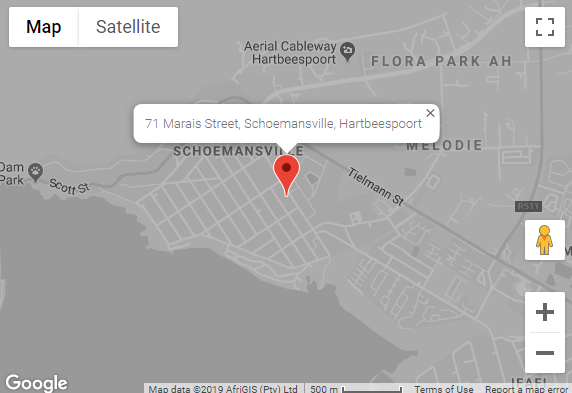 Map
Satellite
Aerial Cableway
Hartbeespoort
FLORA PARK AH
71 Marais Street, Schoemansville, Hartbeespoort
SCHOEMANSVILLE
MELODIE
Dam
Park
Scott St
Tielmann St
R511
Google
Map data ©2019 AfriGIS (Pty) Ltd
500 m
Terms of Use
Report a map error